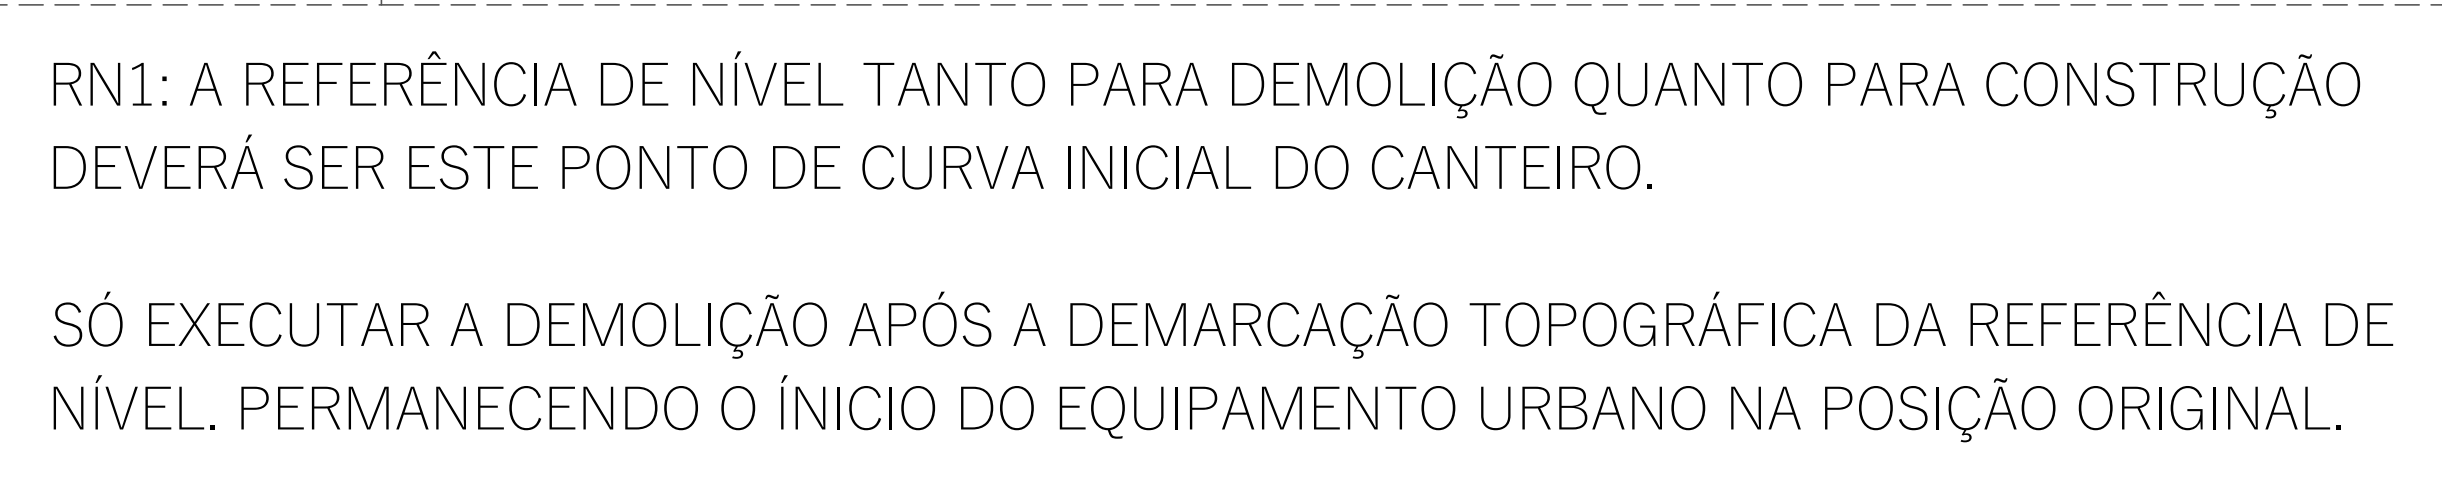 RN1: A REFERÊNCIA DE NÍVEL TANTO PARA DEMOLIÇÃO QUANTO PARA CONSTRUÇÃO
DEVERÁ SER ESTE PONTO DE CURVA INICIAL DO CANTEIRO.
SÓ EXECUTAR A DEMOLIÇÃO APÓS A DEMARCAÇÃO TOPOGRÁFICA DA REFERÊNCIA DE
NÍVEL. PERMANECENDO O ÍNICIO DO EQUIPAMENTO URBANO NA POSIÇÃO ORIGINAL.